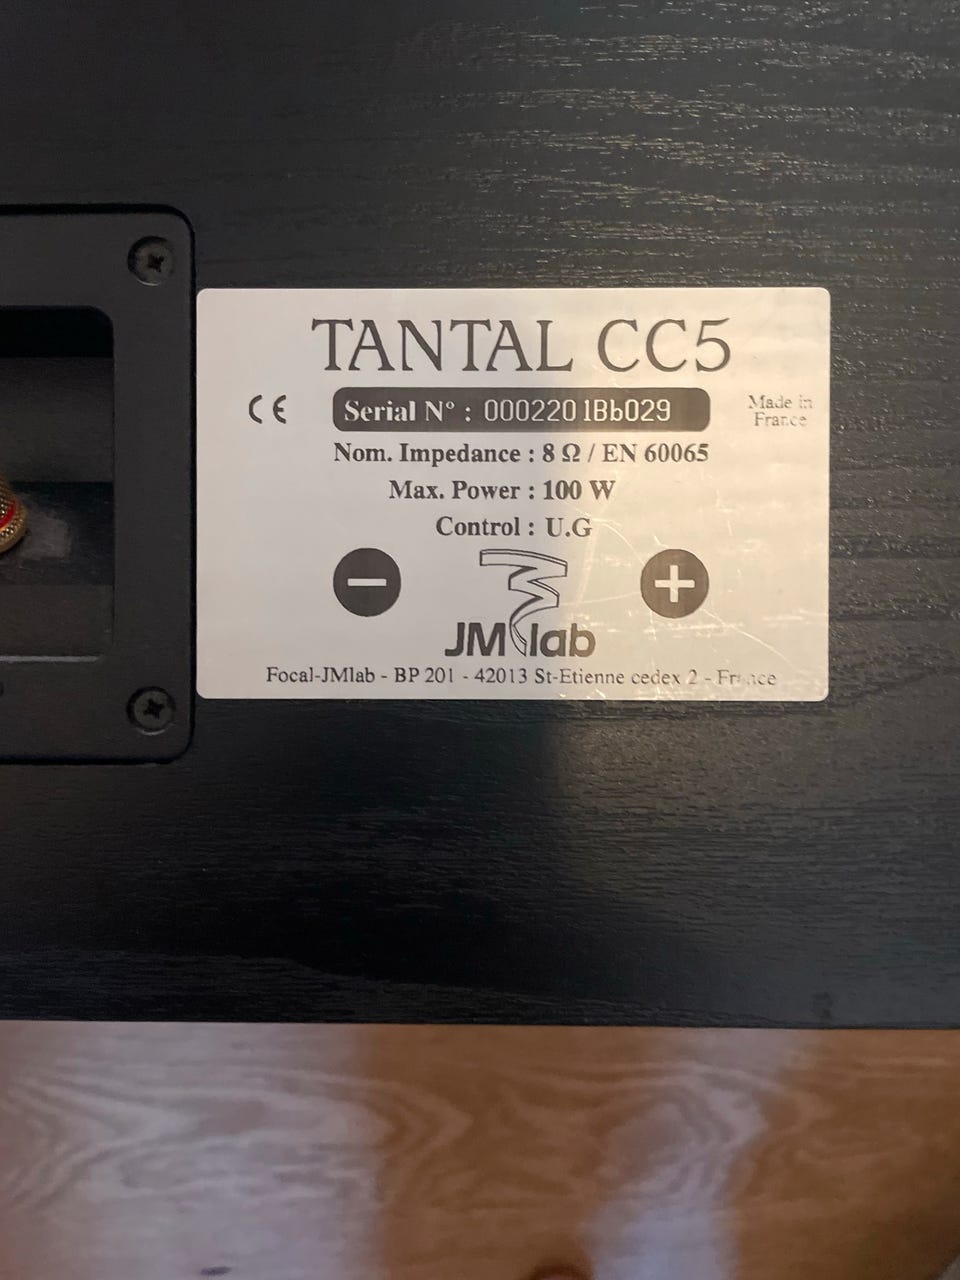 TANTAL CC5
CE
Serial N° : 0002201Bb029
Made in
France
Nom. Impedance : 8 Ω / EN 60065
Max. Power : 100 W
Control : U.G
− +
JMlab
Focal-JMlab - BP 201 - 42013 St-Etienne cedex 2 - France